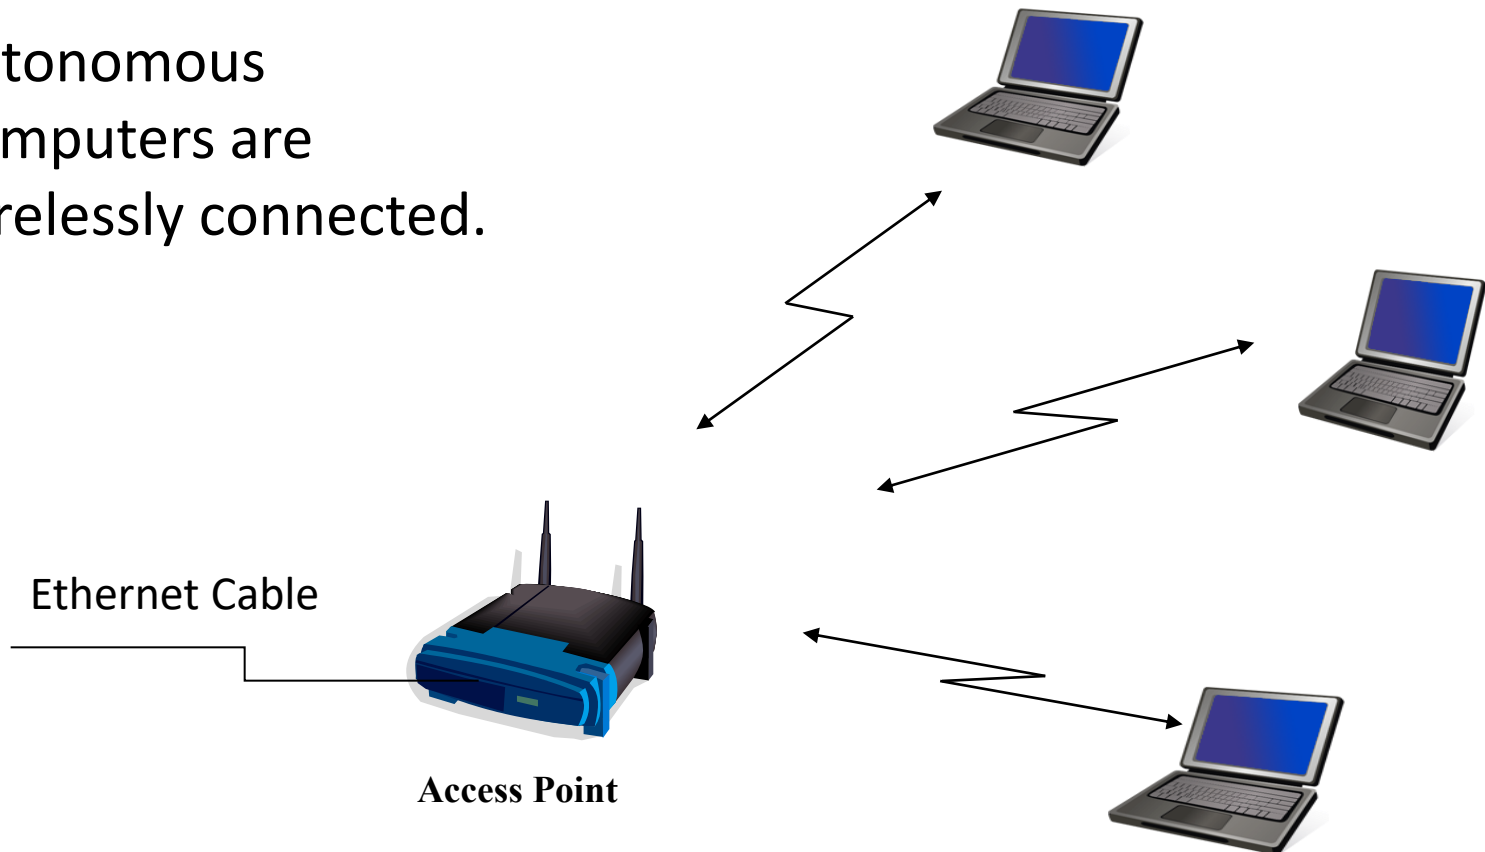 tonomous
mputers are
relessly connected.
Ethernet Cable
Access Point